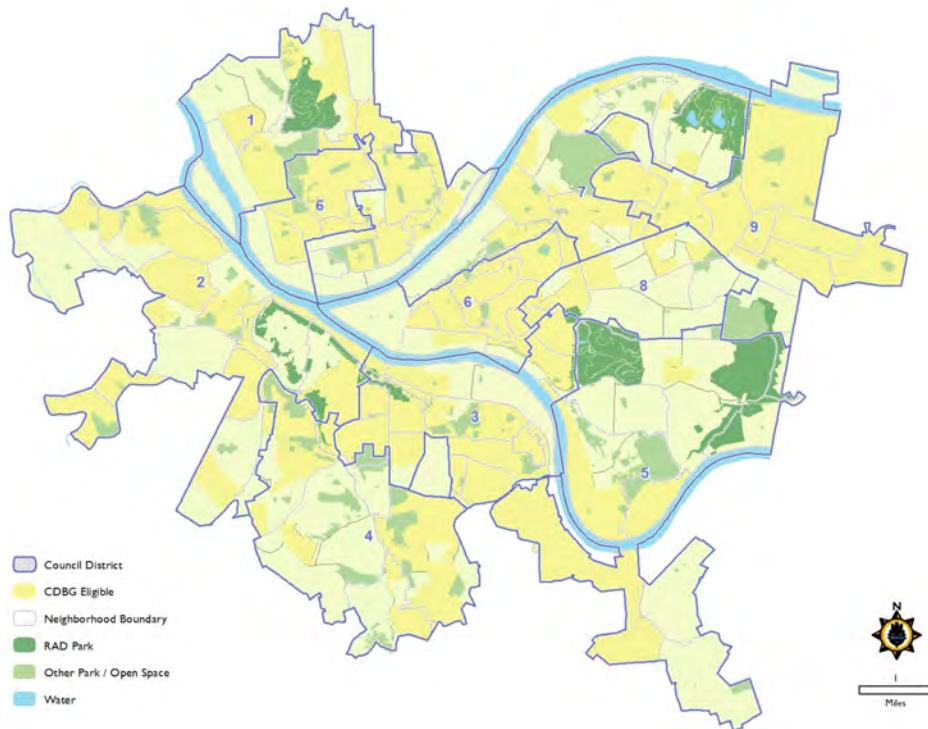 1
6
7
9
2
6
8
3
5
4
Council District
CDBG Eligible
Neighborhood Boundary
RAD Park
Other Park / Open Space
Water
N
1
Miles